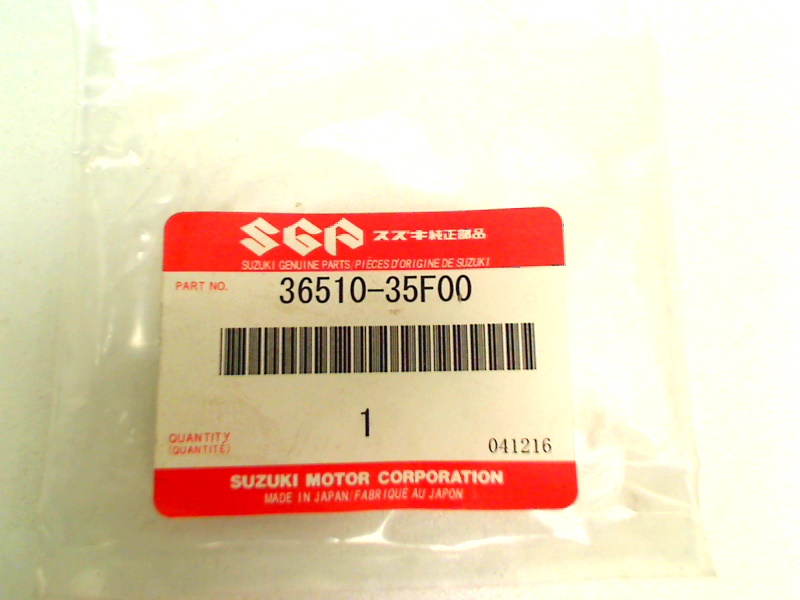 SGP スズキ純正部品
SUZUKI GENUINE PARTS/PIÈCES D'ORIGINE DE SUZUKI
PART NO. 36510-35F00
1
QUANTITY
(QUANTITÉ)
041216
SUZUKI MOTOR CORPORATION
MADE IN JAPAN/FABRIQUÉ AU JAPON